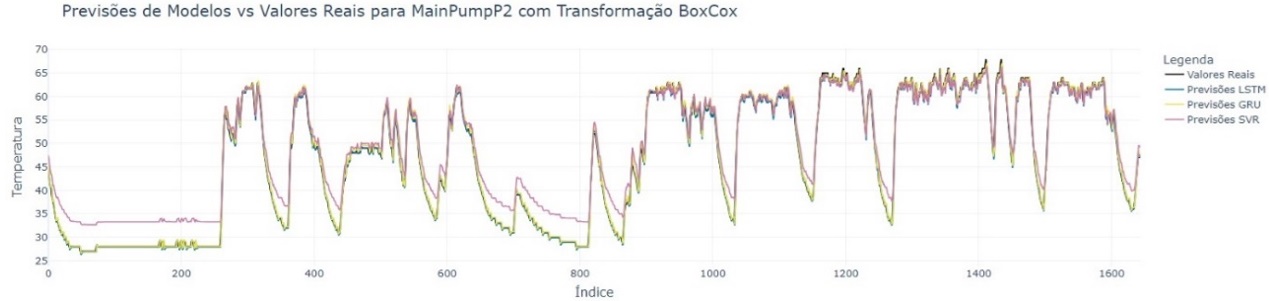 Previsões de Modelos vs Valores Reais para MainPumpP2 com Transformação BoxCox
Legenda
Valores Reais
Previsões LSTM
Previsões GRU
Previsões SVR
Temperatura
70
65
60
55
50
45
40
35
30
25
0
200
400
600
800
1000
1200
1400
1600
Índice